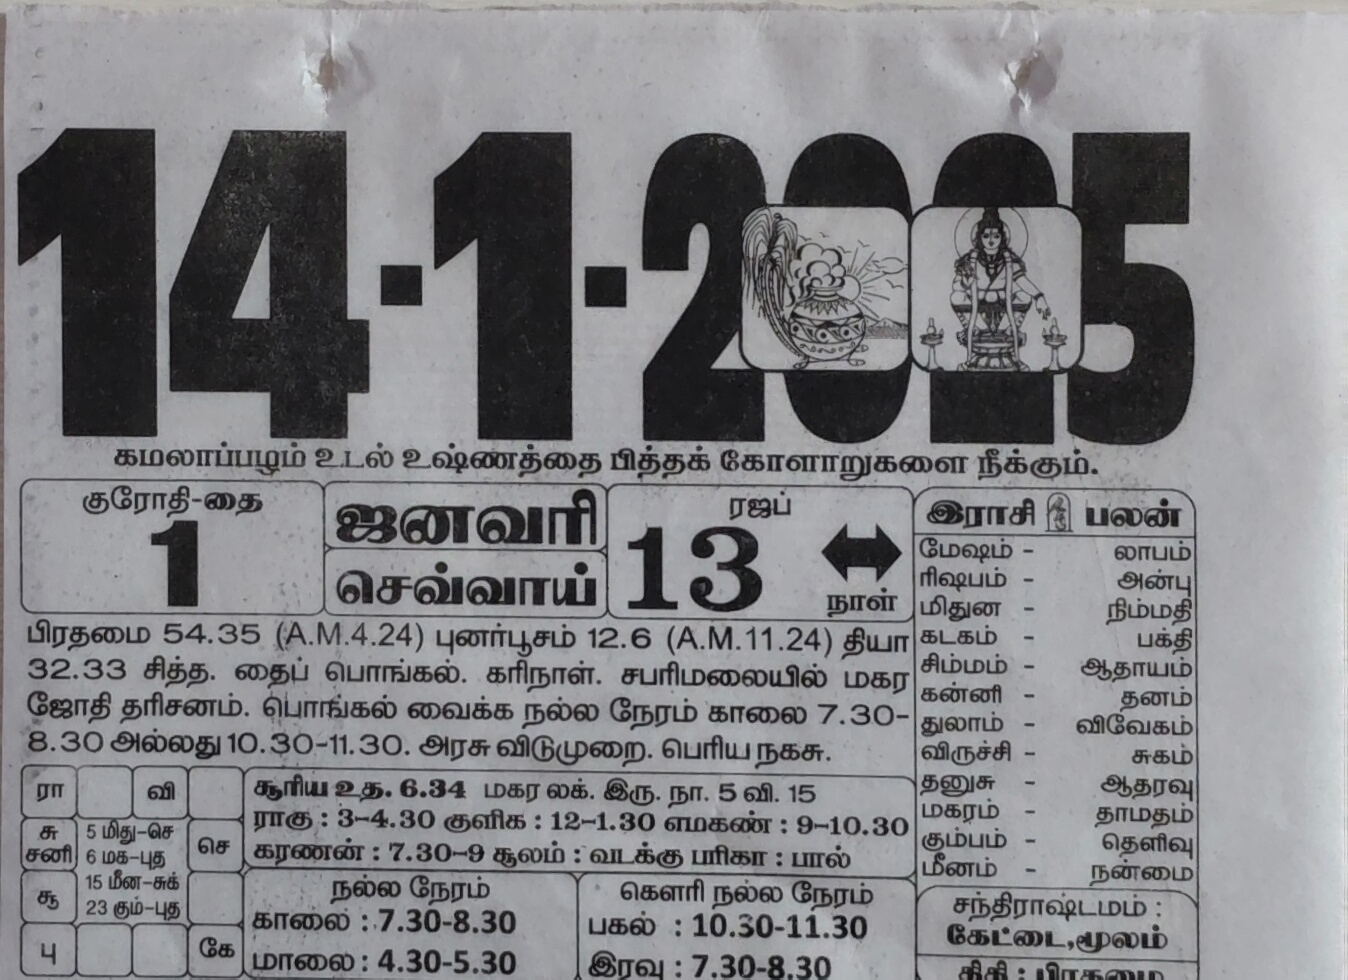 14-1-2025
கமலாப்பழம் உடல் உஷ்ணத்தை பித்தக் கோளாறுகளை நீக்கும்.
குரோதி-தை
1
ஜனவரி
செவ்வாய்
ரஜப்
13
நாள்
பிரதமை 54.35 (A.M.4.24) புனர்பூசம் 12.6 (A.M.11.24) தியா
32.33 சித்த. தைப் பொங்கல். கரிநாள். சபரிமலையில் மகர
ஜோதி தரிசனம். பொங்கல் வைக்க நல்ல நேரம் காலை 7.30-
8.30 அல்லது 10.30-11.30. அரசு விடுமுறை. பெரிய நகசு.
இராசி பலன்
மேஷம் - லாபம்
ரிஷபம் - அன்பு
மிதுன - நிம்மதி
கடகம் - பக்தி
சிம்மம் - ஆதாயம்
கன்னி - தனம்
துலாம் - விவேகம்
விருச்சி - சுகம்
தனுசு - ஆதரவு
மகரம் - தாமதம்
கும்பம் - தெளிவு
மீனம் - நன்மை
ரா வி
சு சனி 5 மிது-செ 6 மக-புத செ
சூ 15 மீன-சுக் 23 கும்-புத
பு கே
சூரிய உத. 6.34 மகர லக். இரு. நா. 5 வி. 15
ராகு : 3-4.30 குளிக : 12-1.30 எமகண் : 9-10.30
கரணன் : 7.30-9 சூலம் : வடக்கு பரிகா : பால்
நல்ல நேரம்
காலை : 7.30-8.30
மாலை : 4.30-5.30
கௌரி நல்ல நேரம்
பகல் : 10.30-11.30
இரவு : 7.30-8.30
சந்திராஷ்டமம் :
கேட்டை,மூலம்
திதி : பிரதமை